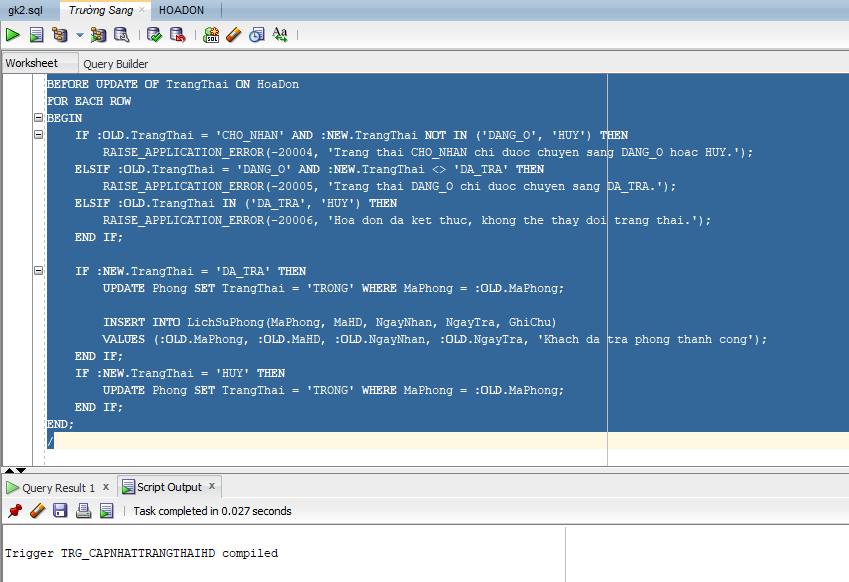 gk2.sql Trường Sang HOADON
Worksheet Query Builder
BEFORE UPDATE OF TrangThai ON HoaDon
FOR EACH ROW
BEGIN
    IF :OLD.TrangThai = 'CHO_NHAN' AND :NEW.TrangThai NOT IN ('DANG_O', 'HUY') THEN
        RAISE_APPLICATION_ERROR(-20004, 'Trang thai CHO_NHAN chi duoc chuyen sang DANG_O hoac HUY.');
    ELSIF :OLD.TrangThai = 'DANG_O' AND :NEW.TrangThai <> 'DA_TRA' THEN
        RAISE_APPLICATION_ERROR(-20005, 'Trang thai DANG_O chi duoc chuyen sang DA_TRA.');
    ELSIF :OLD.TrangThai IN ('DA_TRA', 'HUY') THEN
        RAISE_APPLICATION_ERROR(-20006, 'Hoa don da ket thuc, khong the thay doi trang thai.');
    END IF;
    IF :NEW.TrangThai = 'DA_TRA' THEN
        UPDATE Phong SET TrangThai = 'TRONG' WHERE MaPhong = :OLD.MaPhong;
        INSERT INTO LichSuPhong(MaPhong, MaHD, NgayNhan, NgayTra, GhiChu)
        VALUES (:OLD.MaPhong, :OLD.MaHD, :OLD.NgayNhan, :OLD.NgayTra, 'Khach da tra phong thanh cong');
    END IF;
    IF :NEW.TrangThai = 'HUY' THEN
        UPDATE Phong SET TrangThai = 'TRONG' WHERE MaPhong = :OLD.MaPhong;
    END IF;
END;
/
Query Result 1 x Script Output x
Task completed in 0.027 seconds
Trigger TRG_CAPNHATTRANGTHAIHD compiled